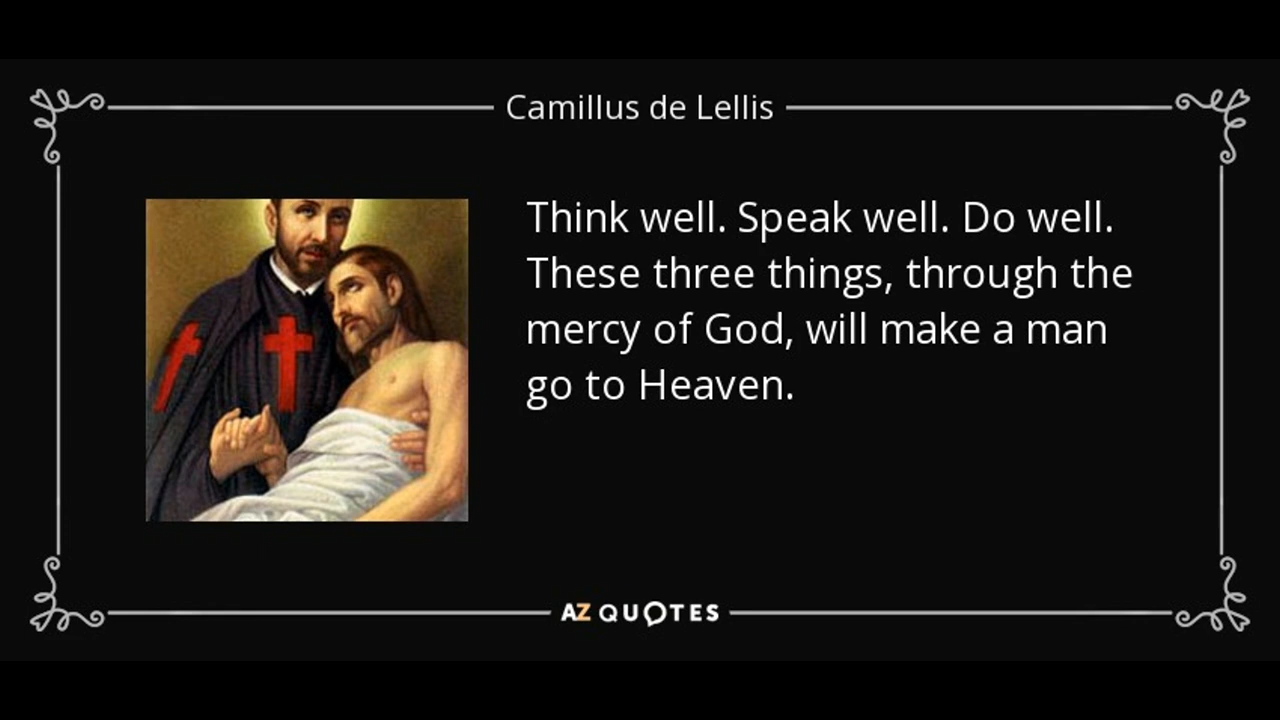 Camillus de Lellis
Think well. Speak well. Do well.
These three things, through the
mercy of God, will make a man
go to Heaven.
AZ QUOTES